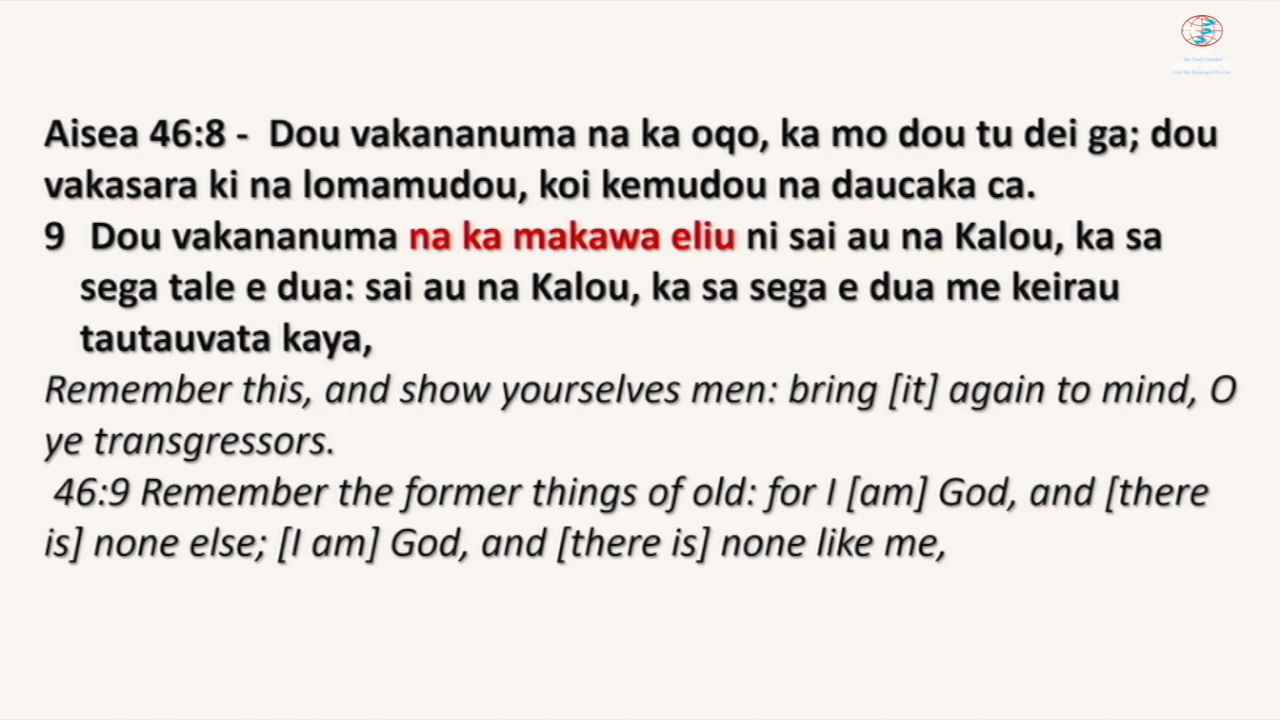 Aisea 46:8 - Dou vakananuma na ka oqo, ka mo dou tu dei ga; dou
vakasara ki na lomamudou, koi kemudou na daucaka ca.
9 Dou vakananuma na ka makawa eliu ni sai au na Kalou, ka sa
sega tale e dua: sai au na Kalou, ka sa sega e dua me keirau
tautauvata kaya,
Remember this, and show yourselves men: bring [it] again to mind, O
ye transgressors.
46:9 Remember the former things of old: for I [am] God, and [there
is] none else; [I am] God, and [there is] none like me,